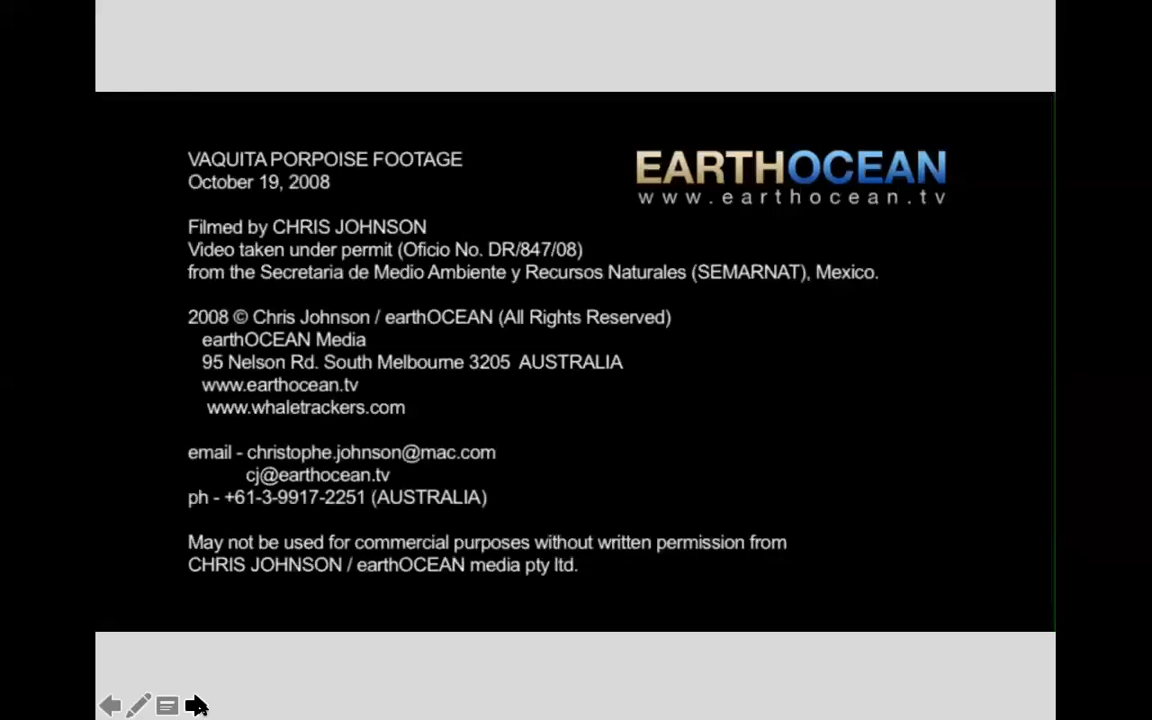 VAQUITA PORPOISE FOOTAGE
October 19, 2008
EARTHOCEAN
www.earthocean.tv
Filmed by CHRIS JOHNSON
Video taken under permit (Oficio No. DR/847/08)
from the Secretaria de Medio Ambiente y Recursos Naturales (SEMARNAT), Mexico.
2008 © Chris Johnson / earthOCEAN (All Rights Reserved)
earthOCEAN Media
95 Nelson Rd. South Melbourne 3205 AUSTRALIA
www.earthocean.tv
www.whaletrackers.com
email - christophe.johnson@mac.com
cj@earthocean.tv
ph - +61-3-9917-2251 (AUSTRALIA)
May not be used for commercial purposes without written permission from
CHRIS JOHNSON / earthOCEAN media pty ltd.